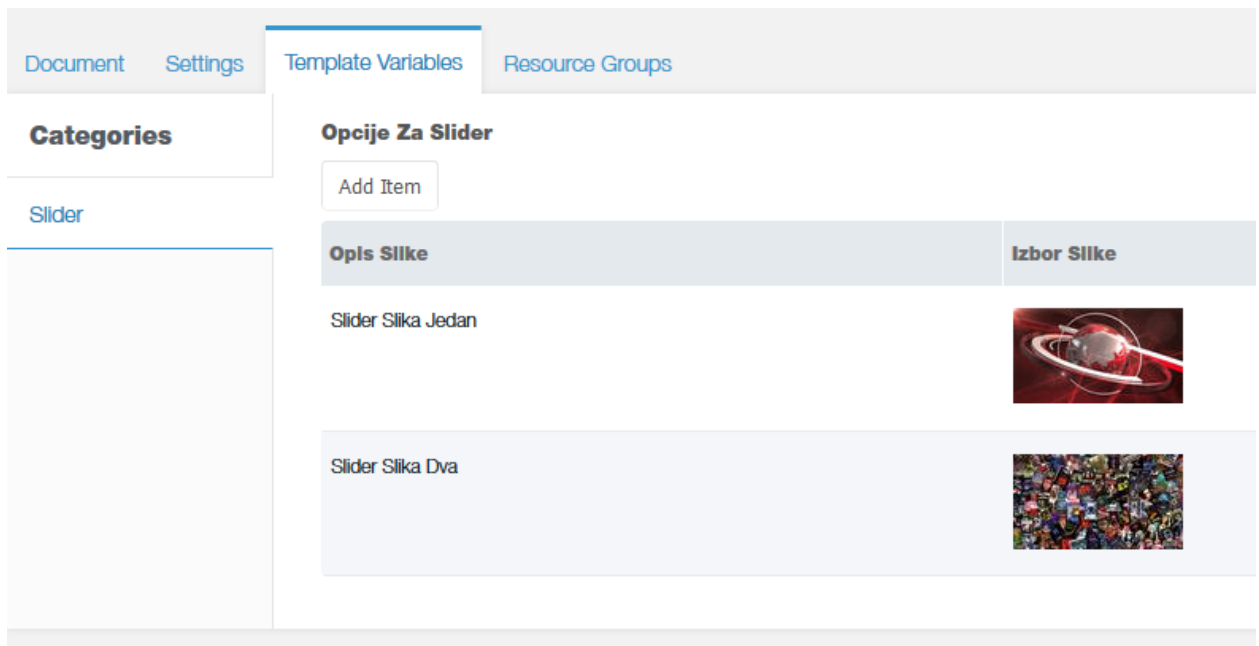 Document Settings Template Variables Resource Groups
Categories
Slider
Opcije Za Slider
Add Item
Opis Slike Izbor Slike
Slider Slika Jedan
Slider Slika Dva